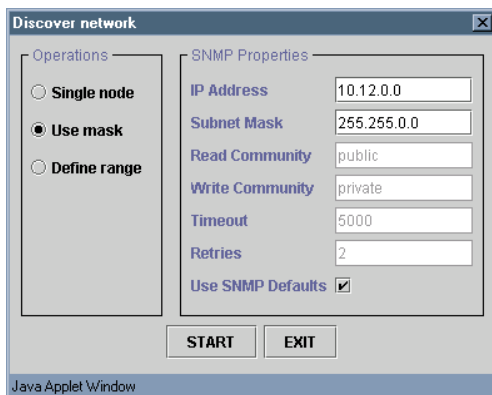 Discover network
Operations
Single node
Use mask
Define range
SNMP Properties
IP Address 10.12.0.0
Subnet Mask 255.255.0.0
Read Community public
Write Community private
Timeout 5000
Retries 2
Use SNMP Defaults
START EXIT
Java Applet Window